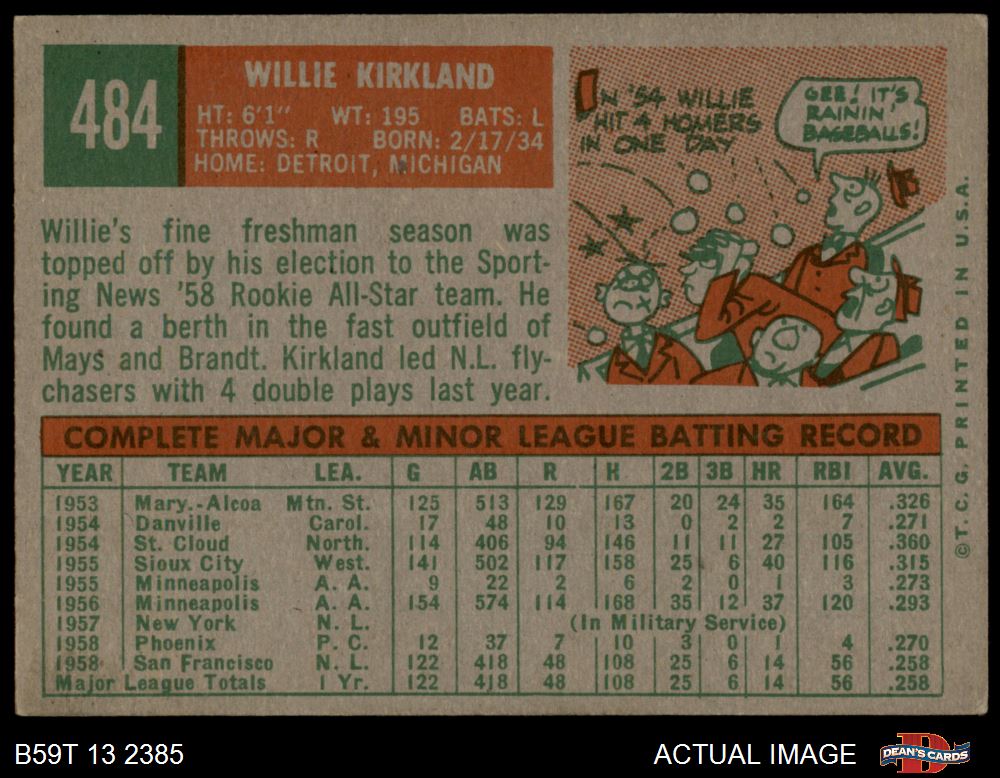 484
WILLIE KIRKLAND
HT: 6'1" WT: 195 BATS: L
THROWS: R BORN: 2/17/34
HOME: DETROIT, MICHIGAN
IN '54 WILLIE
HIT 4 HOMERS
IN ONE DAY
GEE! IT'S
RAININ'
BASEBALLS!
Willie's fine freshman season was
topped off by his election to the Sport-
ing News '58 Rookie All-Star team. He
found a berth in the fast outfield of
Mays and Brandt. Kirkland led N.L. fly-
chasers with 4 double plays last year.
COMPLETE MAJOR & MINOR LEAGUE BATTING RECORD
YEAR TEAM LEA. G AB R H 2B 3B HR RBI AVG.
1953 Mary.-Alcoa Mtn. St. 125 513 129 167 20 24 35 164 .326
1954 Danville Carol. 17 48 10 13 0 2 2 7 .271
1954 St. Cloud North. 114 406 94 146 11 11 27 105 .360
1955 Sioux City West. 141 502 117 158 25 6 40 116 .315
1955 Minneapolis A. A. 9 22 2 6 2 0 1 3 .273
1956 Minneapolis A. A. 154 574 114 168 35 12 37 120 .293
1957 New York N. L. (In Military Service)
1958 Phoenix P. C. 12 37 7 10 3 0 1 4 .270
1958 San Francisco N. L. 122 418 48 108 25 6 14 56 .258
Major League Totals 1 Yr. 122 418 48 108 25 6 14 56 .258
©T.C.G. PRINTED IN U.S.A.
B59T 13 2385
ACTUAL IMAGE
DEAN'S CARDS